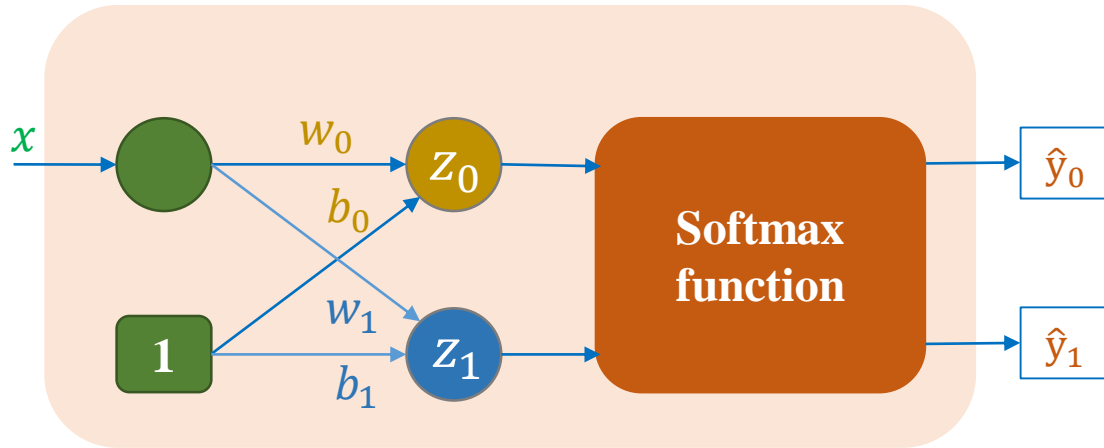 x
w₀
z₀
b₀
ŷ₀
Softmax
function
w₁
1
z₁
b₁
ŷ₁